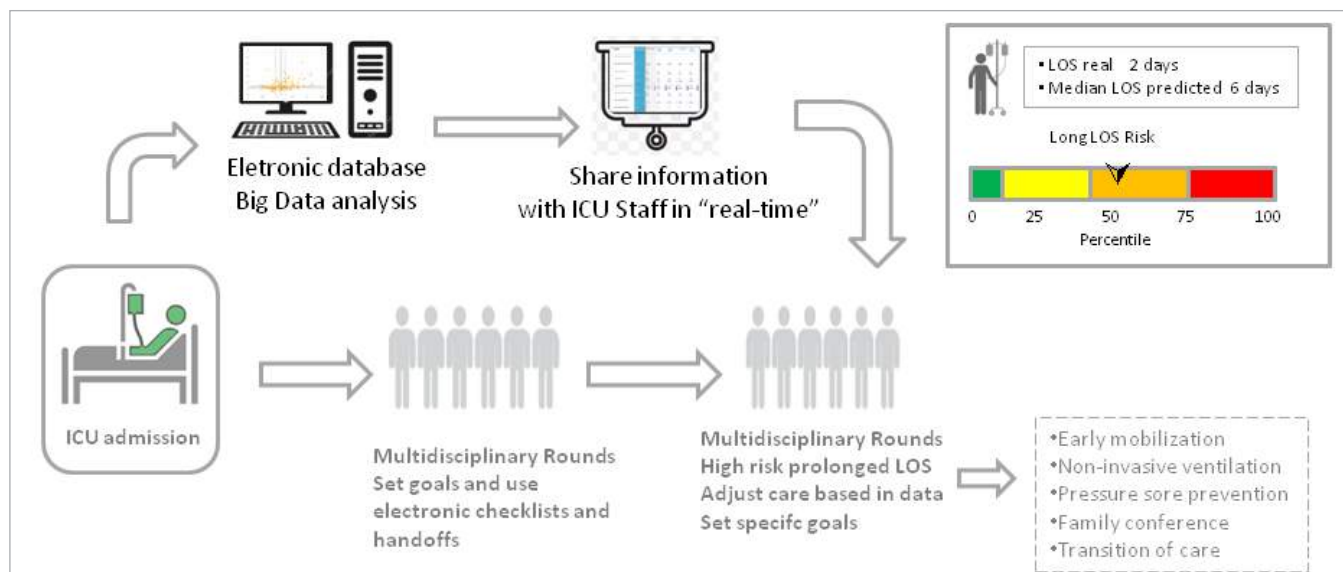 Eletronic database
Big Data analysis
Share information
with ICU Staff in "real-time"
▪ LOS real 2 days
▪ Median LOS predicted 6 days
Long LOS Risk
0 25 50 75 100
Percentile
ICU admission
Multidisciplinary Rounds
Set goals and use
electronic checklists and
handoffs
Multidisciplinary Rounds
High risk prolonged LOS
Adjust care based in data
Set specifc goals
•Early mobilization
•Non-invasive ventilation
•Pressure sore prevention
•Family conference
•Transition of care